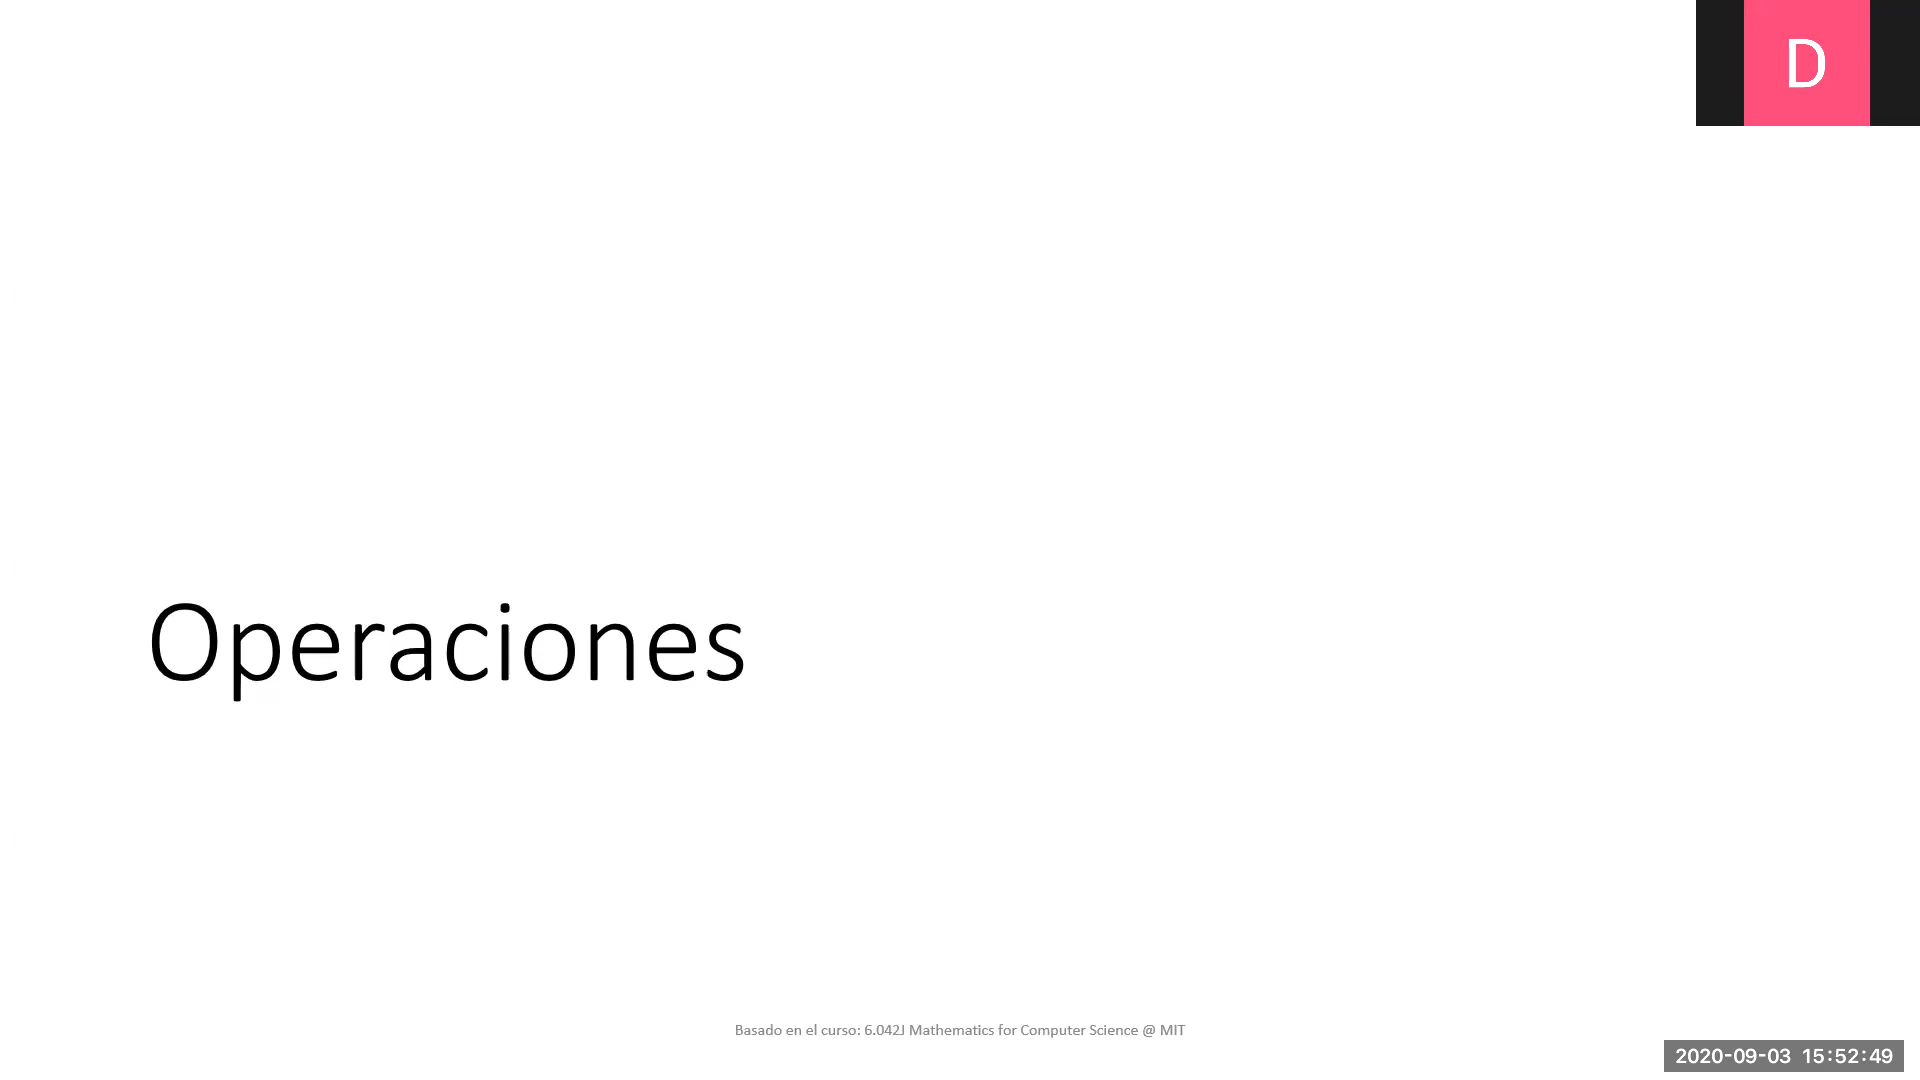 D
Operaciones
Basado en el curso: 6.042J Mathematics for Computer Science @ MIT
2020-09-03 15:52:49